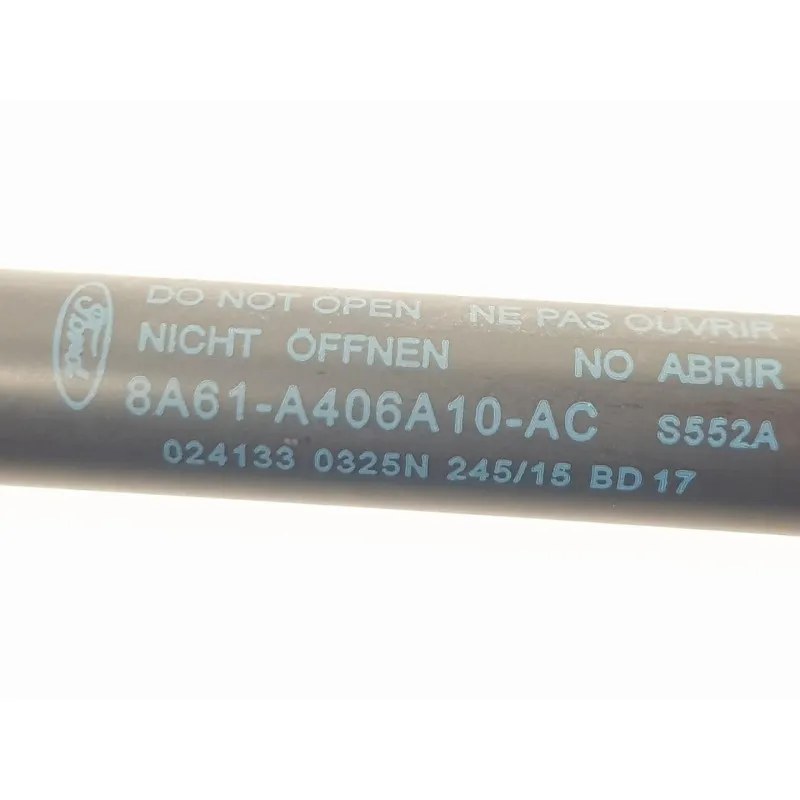 Ford
DO NOT OPEN NE PAS OUVRIR
NICHT ÖFFNEN NO ABRIR
8A61-A406A10-AC S552A
024133 0325N 245/15 BD 17